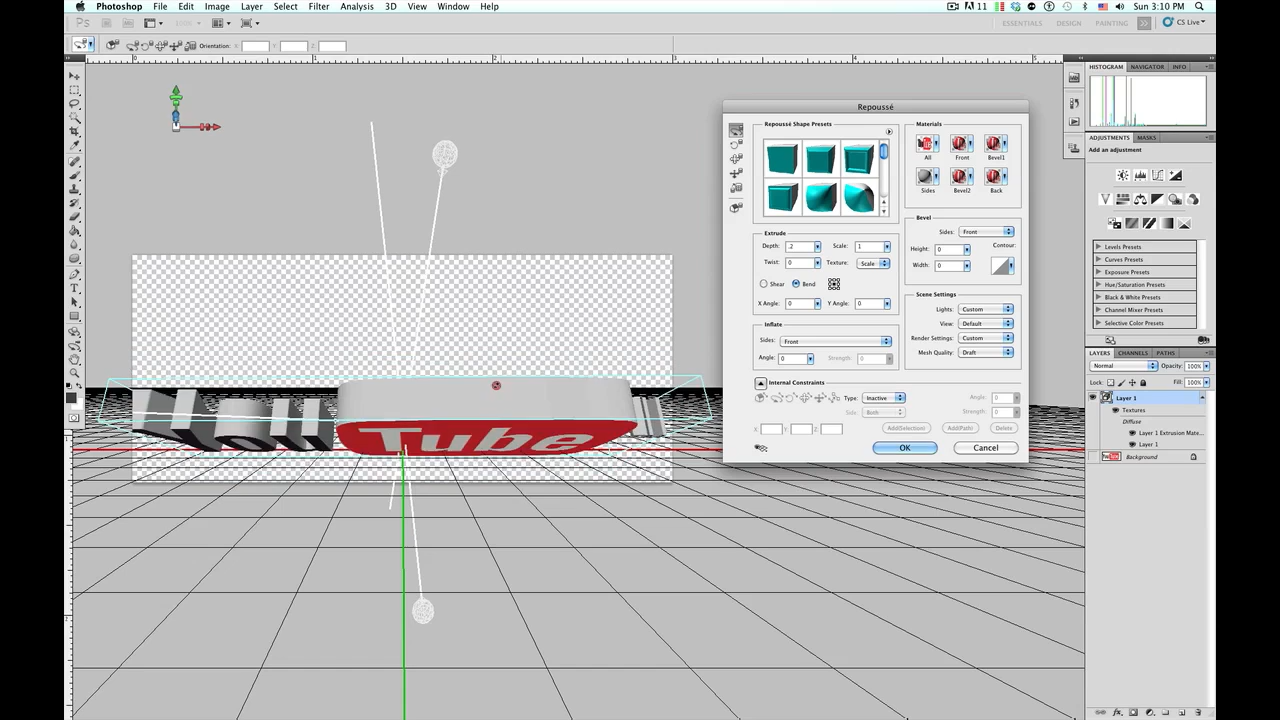 Photoshop File Edit Image Layer Select Filter Analysis 3D View Window Help
A 11 Sun 3:10 PM
Ps ESSENTIALS DESIGN PAINTING >> CS Live
Orientation: X: Y: Z:
HISTOGRAM NAVIGATOR INFO
ADJUSTMENTS MASKS
Add an adjustment
Levels Presets
Curves Presets
Exposure Presets
Hue/Saturation Presets
Black & White Presets
Channel Mixer Presets
Selective Color Presets
LAYERS CHANNELS PATHS
Normal Opacity: 100%
Lock: Fill: 100%
Layer 1
Textures
Diffuse
Layer 1 Extrusion Mate...
Layer 1
Background
Repoussé
Repoussé Shape Presets
Extrude
Depth: .2 Scale: 1
Twist: 0 Texture: Scale
Shear Bend
X Angle: 0 Y Angle: 0
Inflate
Sides: Front
Angle: 0 Strength: 0
Materials
All Front Bevel1
Sides Bevel2 Back
Bevel
Sides: Front
Height: 0 Contour:
Width: 0
Scene Settings
Lights: Custom
View: Default
Render Settings: Custom
Mesh Quality: Draft
Internal Constraints
Type: Inactive Angle: 0
Side: Both Strength: 0
X: Y: Z: Add(Selection) Add(Path) Delete
OK Cancel
You Tube